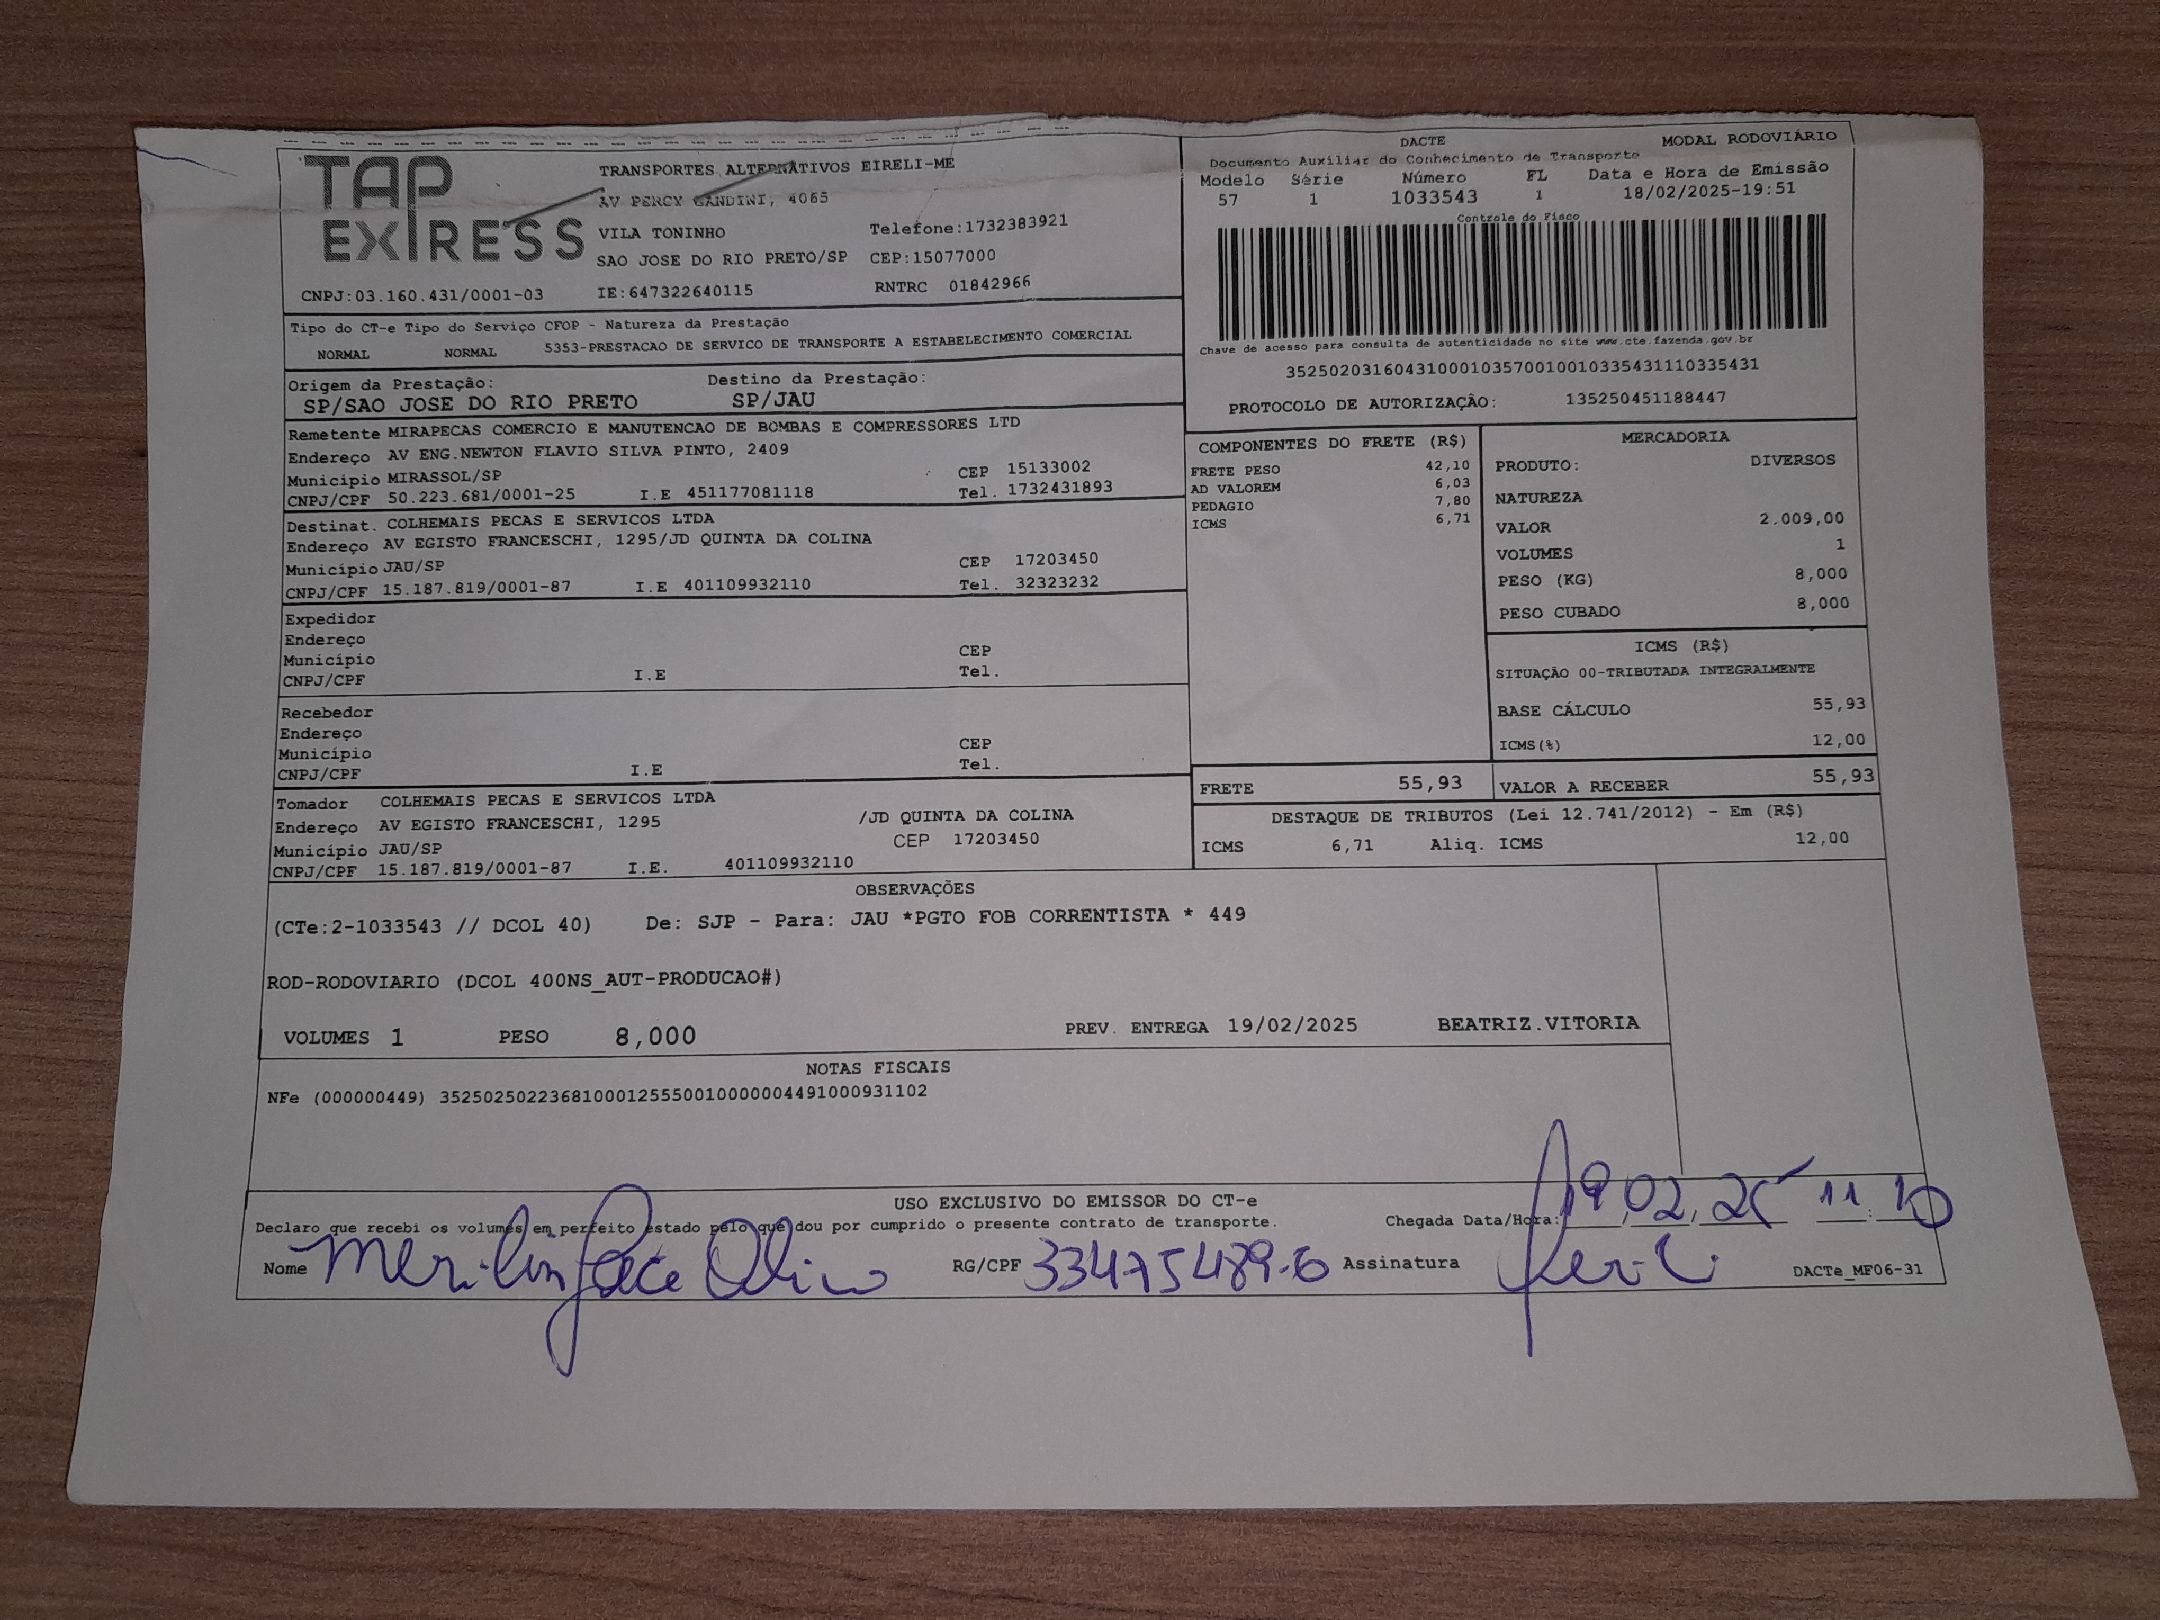 TAP
EXPRESS
TRANSPORTES ALTERNATIVOS EIRELI-ME
AV PERCY GANDINI, 4065
VILA TONINHO Telefone:1732383921
SAO JOSE DO RIO PRETO/SP CEP:15077000
CNPJ:03.160.431/0001-03 IE:647322640115 RNTRC 01842966
DACTE MODAL RODOVIÁRIO
Documento Auxiliar do Conhecimento de Transporte
Modelo Série Número FL Data e Hora de Emissão
57 1 1033543 1 18/02/2025-19:51
Controle do Fisco
Chave de acesso para consulta de autenticidade no site www.cte.fazenda.gov.br
35250203160431000103570010010335431110335431
PROTOCOLO DE AUTORIZAÇÃO: 135250451188447
Tipo do CT-e Tipo do Serviço CFOP - Natureza da Prestação
NORMAL NORMAL 5353-PRESTACAO DE SERVICO DE TRANSPORTE A ESTABELECIMENTO COMERCIAL
Origem da Prestação: Destino da Prestação:
SP/SAO JOSE DO RIO PRETO SP/JAU
Remetente MIRAPECAS COMERCIO E MANUTENCAO DE BOMBAS E COMPRESSORES LTD
Endereço AV ENG.NEWTON FLAVIO SILVA PINTO, 2409
Município MIRASSOL/SP CEP 15133002
CNPJ/CPF 50.223.681/0001-25 I.E 451177081118 Tel. 1732431893
Destinat. COLHEMAIS PECAS E SERVICOS LTDA
Endereço AV EGISTO FRANCESCHI, 1295/JD QUINTA DA COLINA
Município JAU/SP CEP 17203450
CNPJ/CPF 15.187.819/0001-87 I.E 401109932110 Tel. 32323232
Expedidor
Endereço
Município CEP
CNPJ/CPF I.E Tel.
Recebedor
Endereço
Município CEP
CNPJ/CPF I.E Tel.
Tomador COLHEMAIS PECAS E SERVICOS LTDA
Endereço AV EGISTO FRANCESCHI, 1295 /JD QUINTA DA COLINA
Município JAU/SP CEP 17203450
CNPJ/CPF 15.187.819/0001-87 I.E. 401109932110
COMPONENTES DO FRETE (R$)
FRETE PESO 42,10
AD VALOREM 6,03
PEDAGIO 7,80
ICMS 6,71
MERCADORIA
PRODUTO: DIVERSOS
NATUREZA
VALOR 2.009,00
VOLUMES 1
PESO (KG) 8,000
PESO CUBADO 8,000
ICMS (R$)
SITUAÇÃO 00-TRIBUTADA INTEGRALMENTE
BASE CÁLCULO 55,93
ICMS(%) 12,00
FRETE 55,93 VALOR A RECEBER 55,93
DESTAQUE DE TRIBUTOS (Lei 12.741/2012) - Em (R$)
ICMS 6,71 Aliq. ICMS 12,00
OBSERVAÇÕES
(CTe:2-1033543 // DCOL 40) De: SJP - Para: JAU *PGTO FOB CORRENTISTA * 449
ROD-RODOVIARIO (DCOL 400NS_AUT-PRODUCAO#)
VOLUMES 1 PESO 8,000 PREV. ENTREGA 19/02/2025 BEATRIZ.VITORIA
NOTAS FISCAIS
NFe (000000449) 35250250223681000125550010000004491000931102
USO EXCLUSIVO DO EMISSOR DO CT-e
Declaro que recebi os volumes em perfeito estado pelo que dou por cumprido o presente contrato de transporte. Chegada Data/Hora: 19 02 25 11:10
Nome RG/CPF 33475489-6 Assinatura DACTe_MF06-31